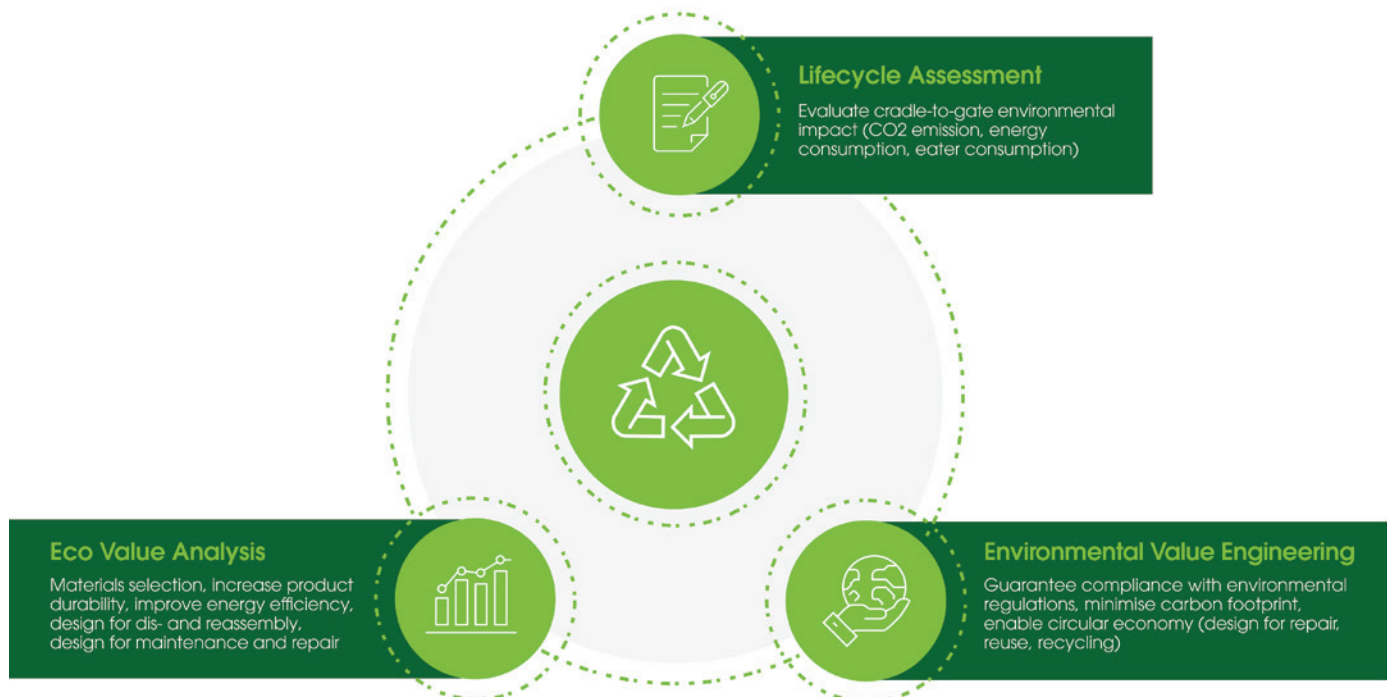 Lifecycle Assessment
Evaluate cradle-to-gate environmental
impact (CO2 emission, energy
consumption, eater consumption)
Eco Value Analysis
Materials selection, increase product
durability, improve energy efficiency,
design for dis- and reassembly,
design for maintenance and repair
Environmental Value Engineering
Guarantee compliance with environmental
regulations, minimise carbon footprint,
enable circular economy (design for repair,
reuse, recycling)